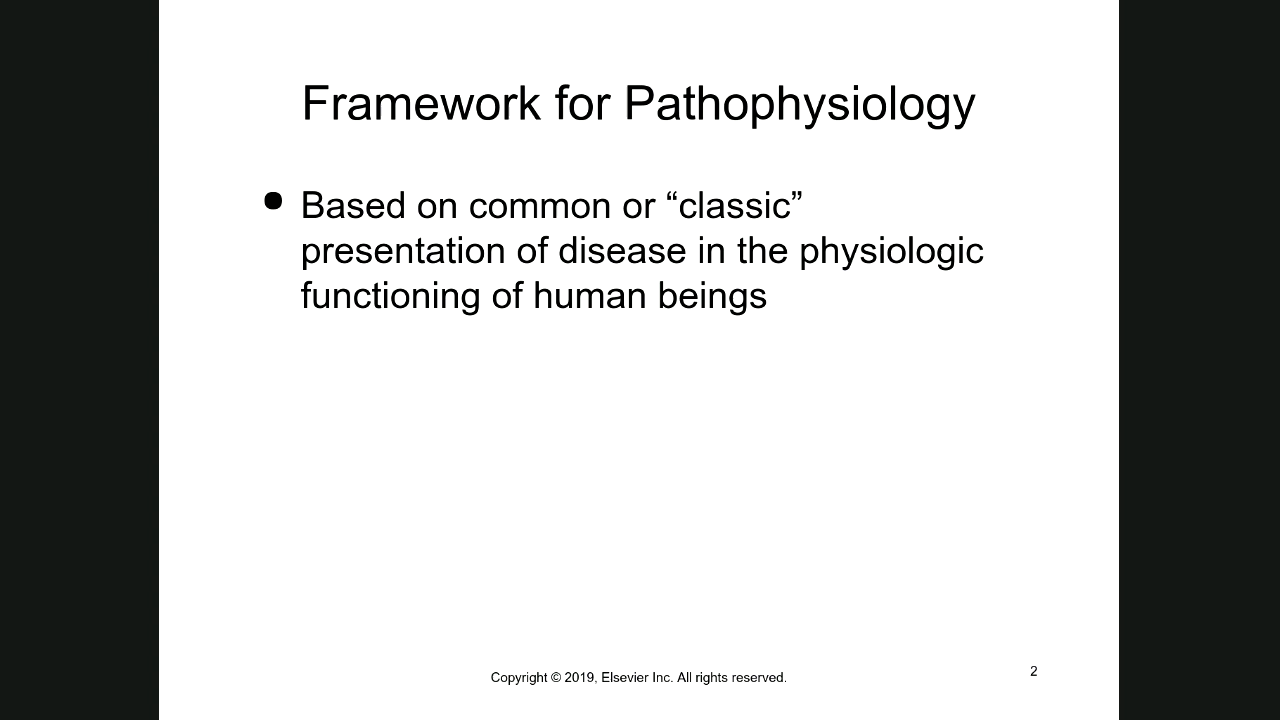 Framework for Pathophysiology
• Based on common or “classic”
presentation of disease in the physiologic
functioning of human beings
Copyright © 2019, Elsevier Inc. All rights reserved.
2